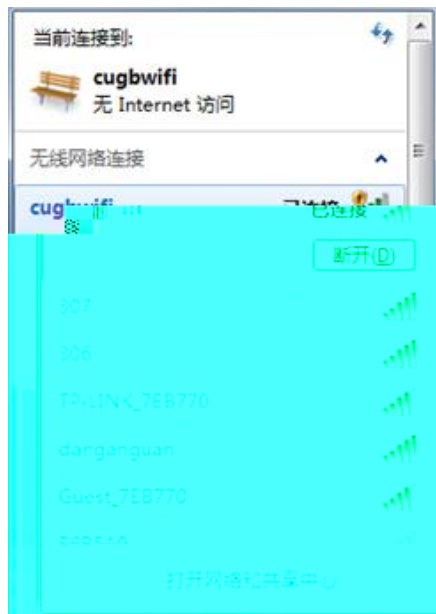 当前连接到:
cugbwifi
无 Internet 访问
无线网络连接
cugbwifi 已连接
断开(D)
307
306
TP-LINK_7EB770
danganguan
Guest_7EB770
打开网络和共享中心